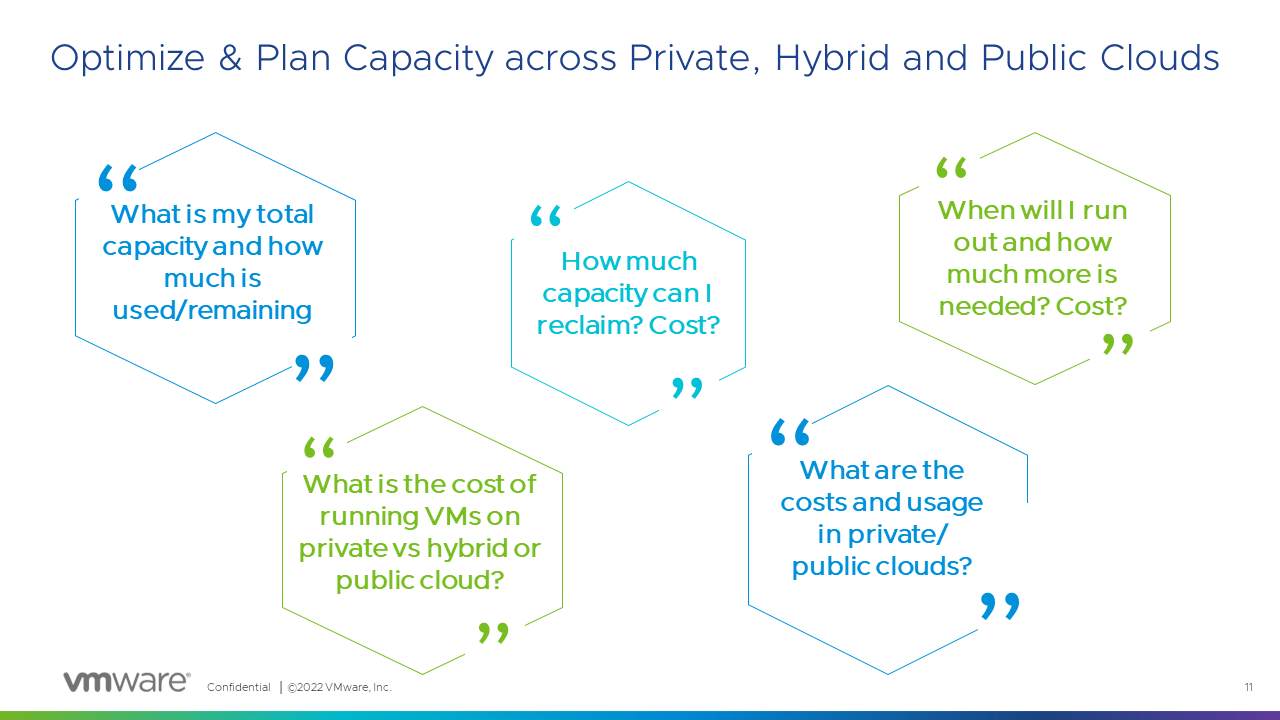 Optimize & Plan Capacity across Private, Hybrid and Public Clouds
“
What is my total
capacity and how
much is
used/remaining
”
“
How much
capacity can I
reclaim? Cost?
”
“
When will I run
out and how
much more is
needed? Cost?
”
“
What is the cost of
running VMs on
private vs hybrid or
public cloud?
”
“
What are the
costs and usage
in private/
public clouds?
”
vmware® Confidential | ©2022 VMware, Inc. 11